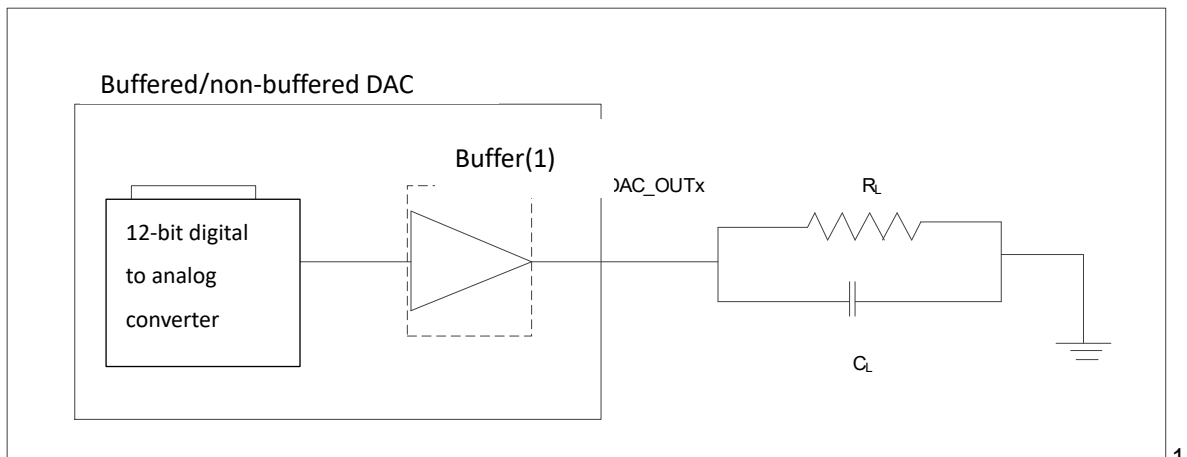 Buffered/non-buffered DAC
Buffer(1)
DAC_OUTx
RL
12-bit digital
to analog
converter
CL
1